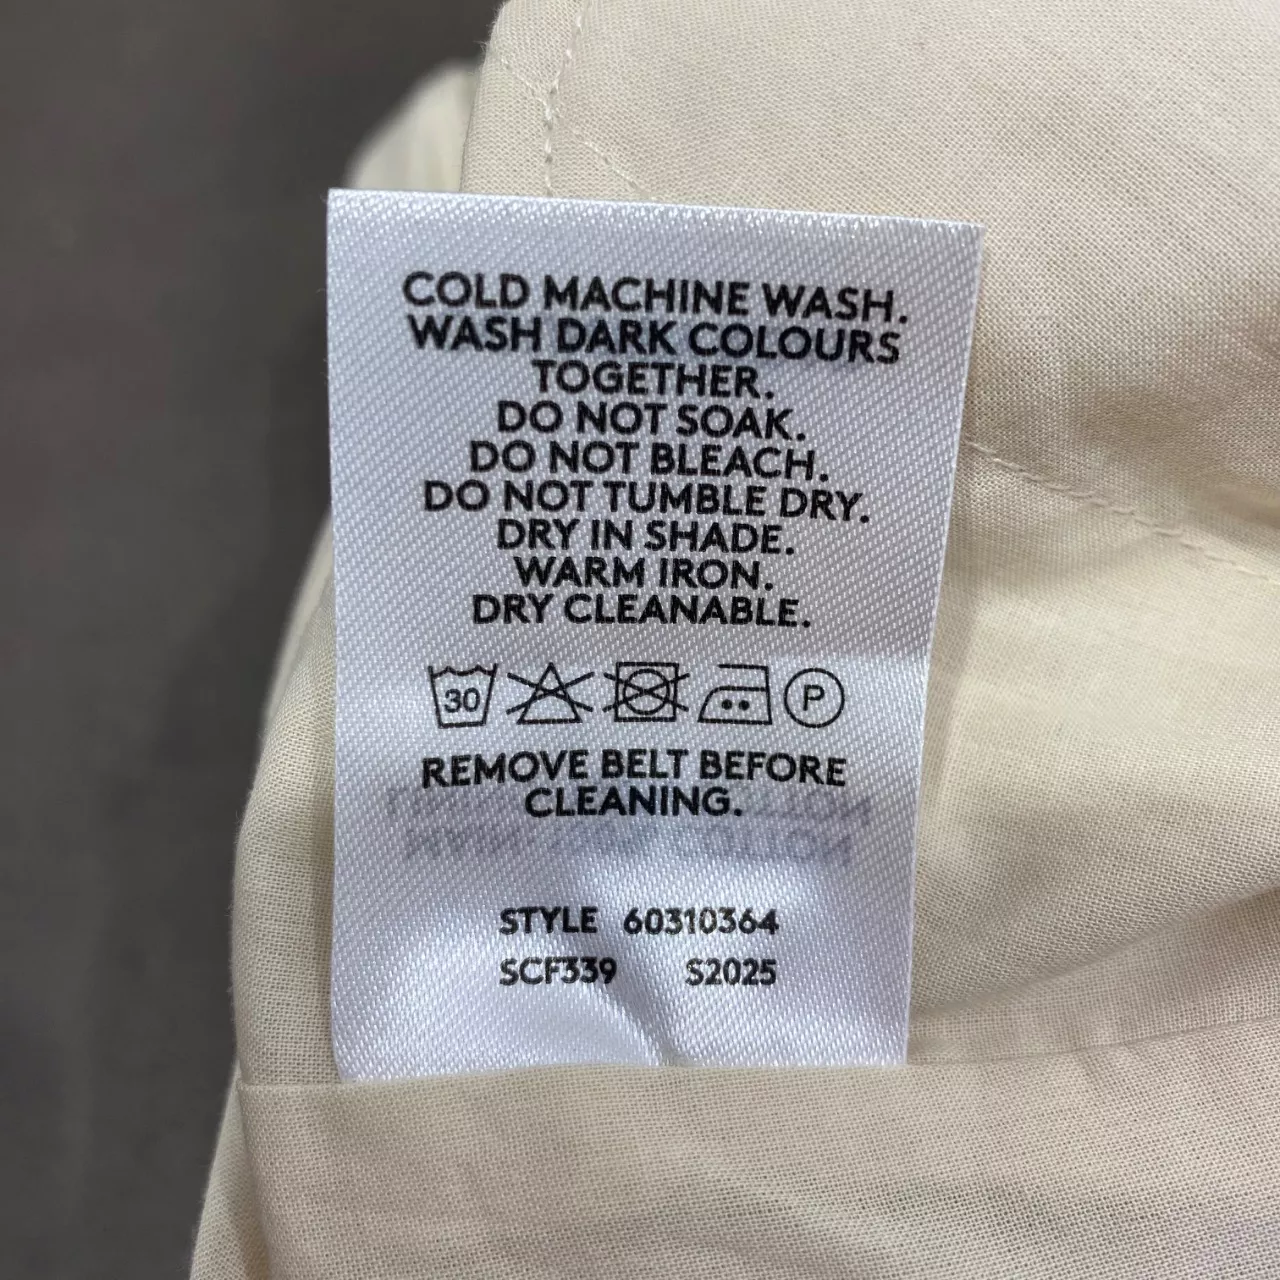 COLD MACHINE WASH.
WASH DARK COLOURS
TOGETHER.
DO NOT SOAK.
DO NOT BLEACH.
DO NOT TUMBLE DRY.
DRY IN SHADE.
WARM IRON.
DRY CLEANABLE.
30 P
REMOVE BELT BEFORE
CLEANING.
STYLE 60310364
SCF339 S2025